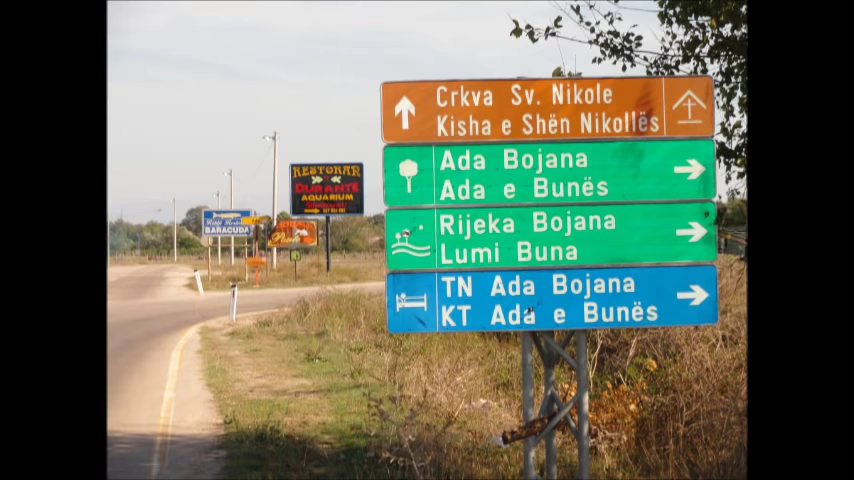 Crkva Sv. Nikole
Kisha e Shën Nikollës
Ada Bojana
Ada e Bunës
Rijeka Bojana
Lumi Buna
TN Ada Bojana
KT Ada e Bunës
RESTORAN
DURANTE
AQUARIUM
BARACUDA